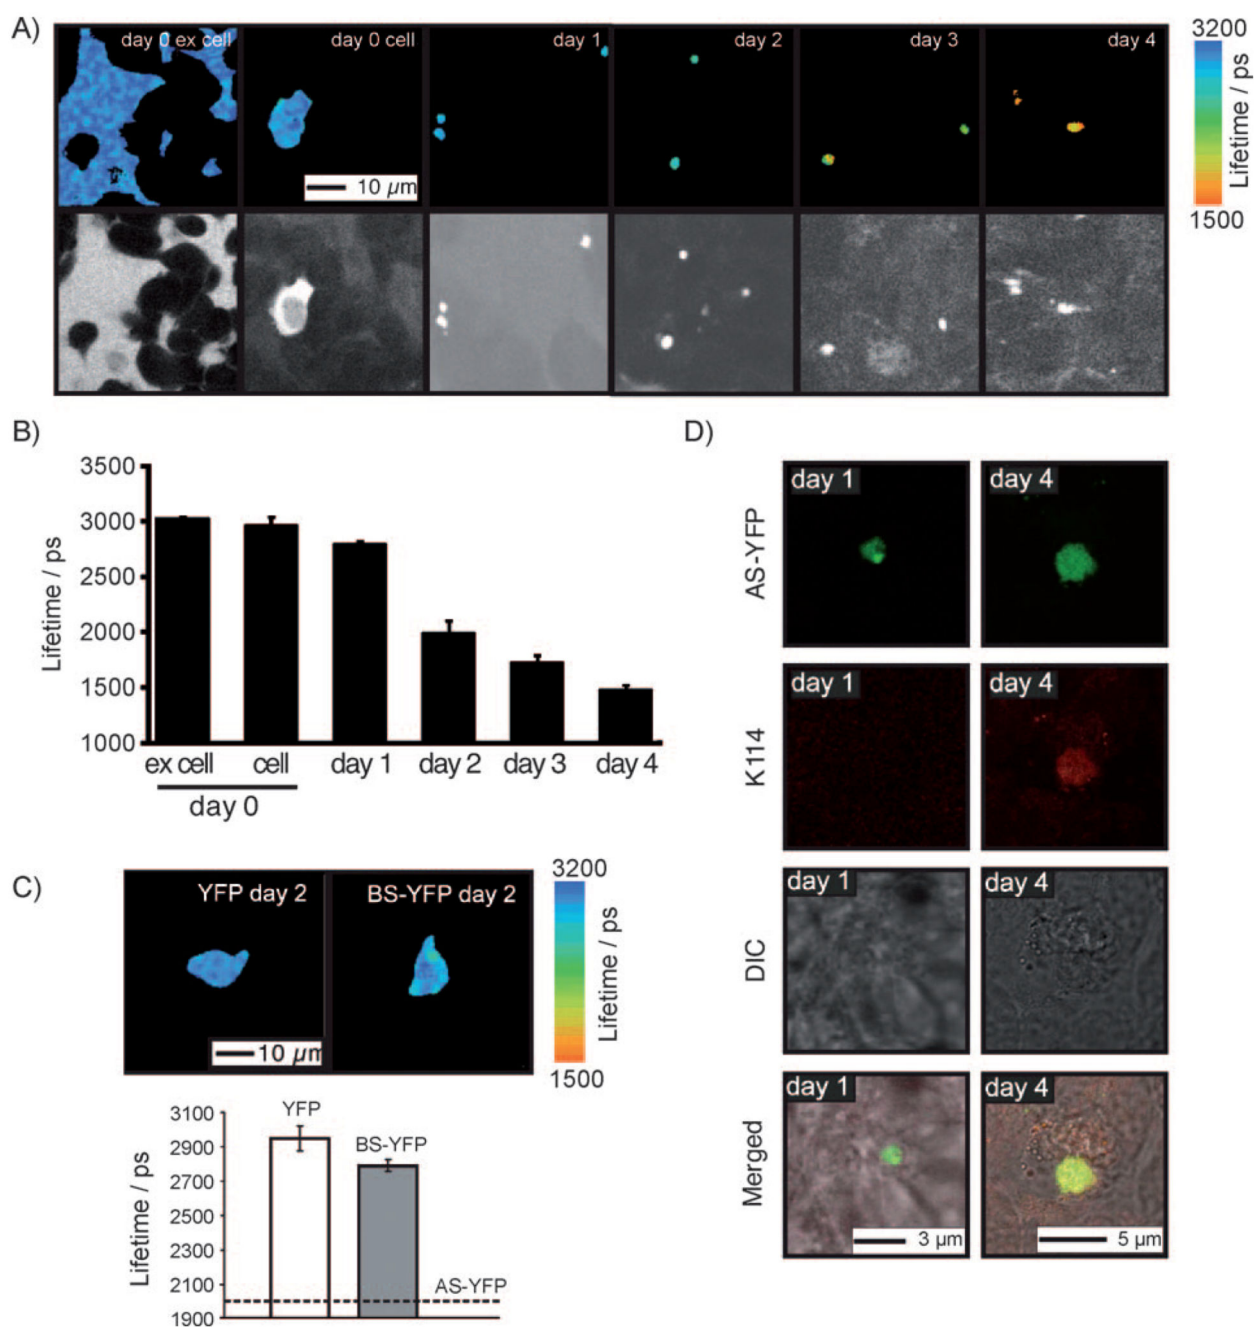 A)
day 0 ex cell
day 0 cell
day 1
day 2
day 3
day 4
10 µm
3200
Lifetime / ps
1500
B)
3500
3000
2500
2000
1500
1000
Lifetime / ps
ex cell
cell
day 1
day 2
day 3
day 4
day 0
C)
YFP day 2
BS-YFP day 2
10 µm
3200
Lifetime / ps
1500
3100
2900
2700
2500
2300
2100
1900
Lifetime / ps
YFP
BS-YFP
AS-YFP
D)
AS-YFP
day 1
day 4
K114
day 1
day 4
DIC
day 1
day 4
Merged
day 1
day 4
3 µm
5 µm